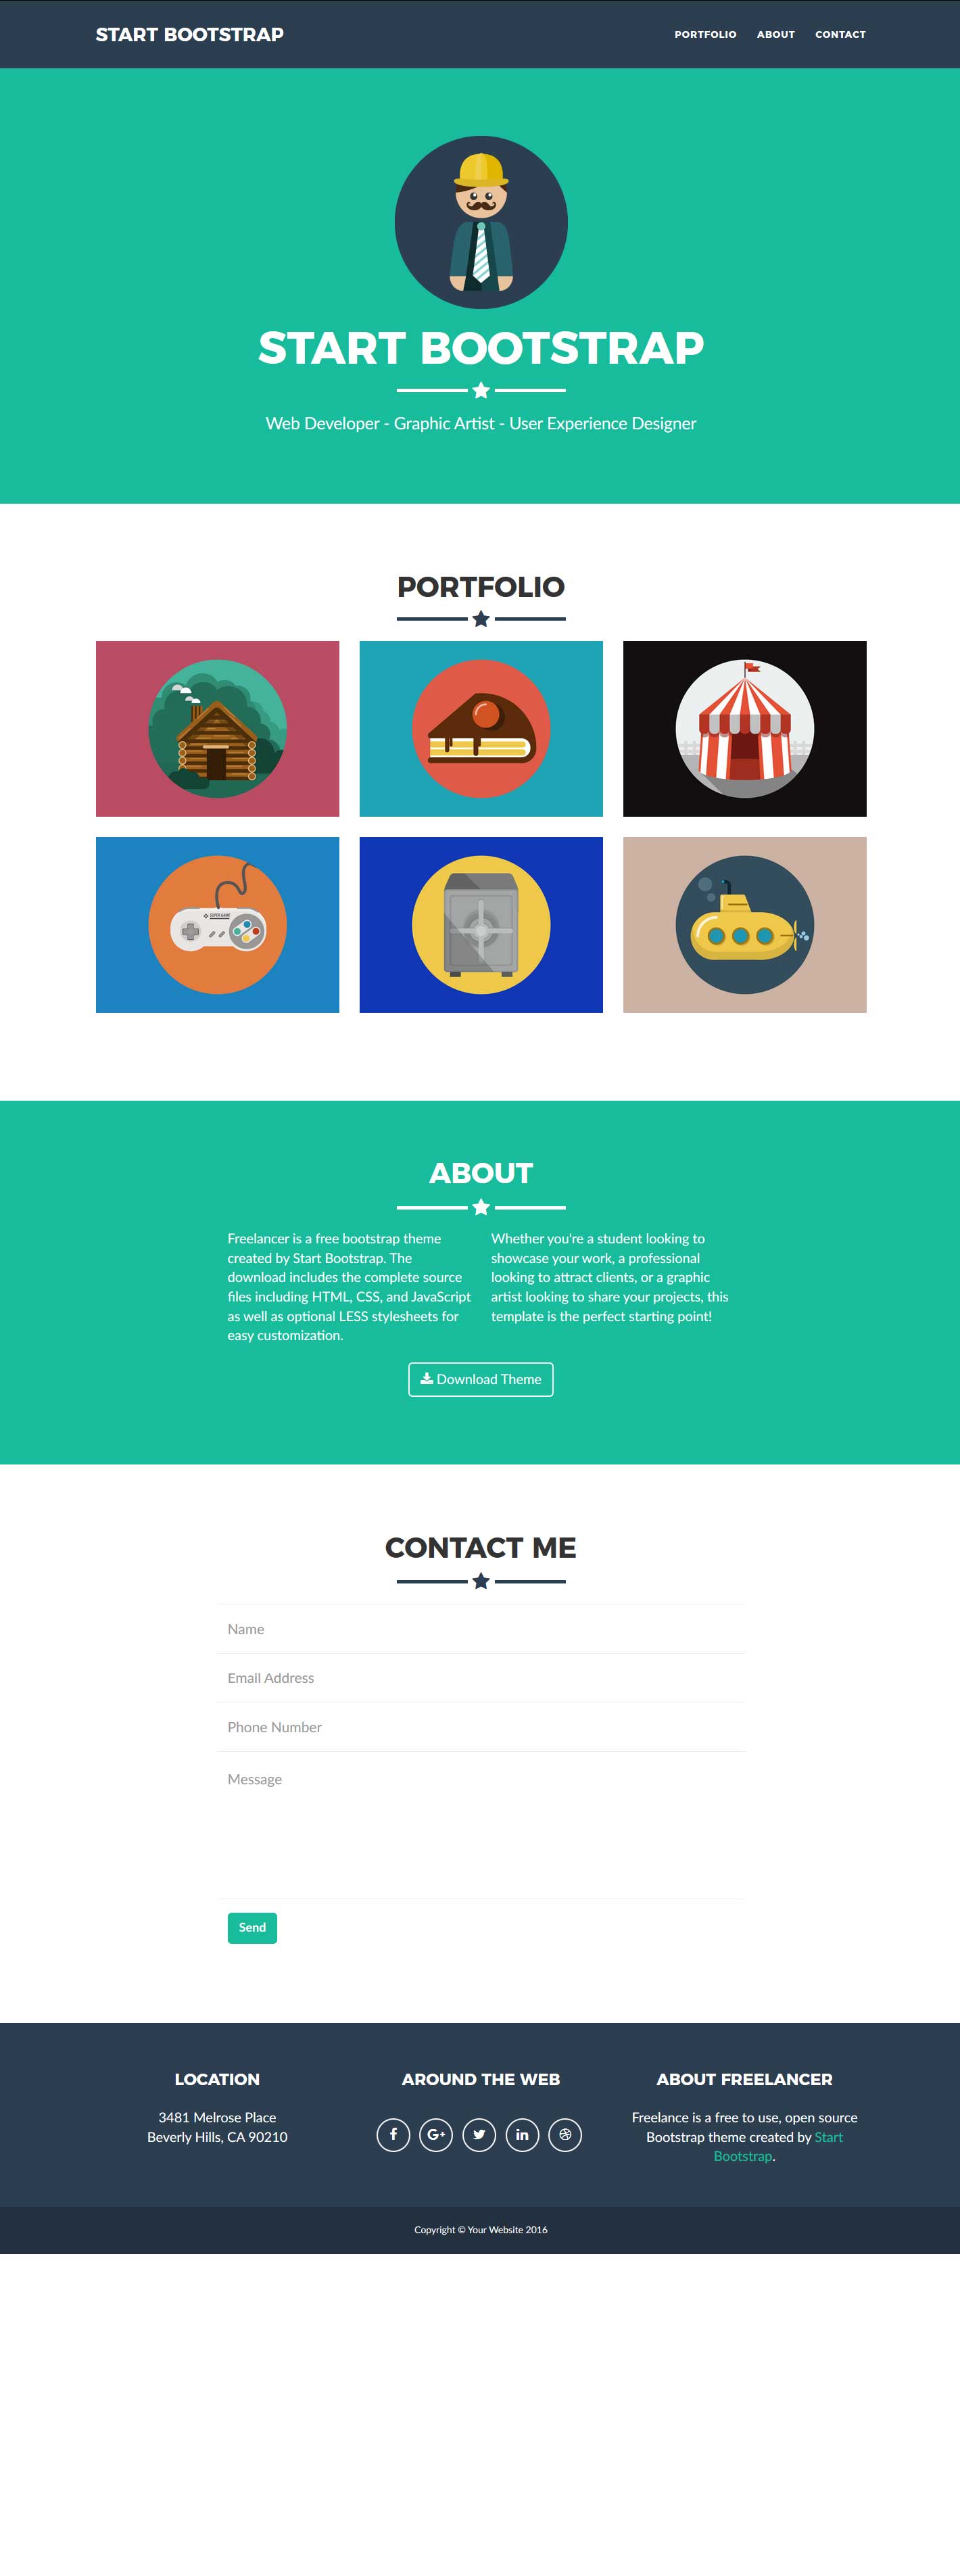 START BOOTSTRAP
PORTFOLIO ABOUT CONTACT
START BOOTSTRAP
Web Developer - Graphic Artist - User Experience Designer
PORTFOLIO
SUPER GAME
ABOUT
Freelancer is a free bootstrap theme
created by Start Bootstrap. The
download includes the complete source
files including HTML, CSS, and JavaScript
as well as optional LESS stylesheets for
easy customization.
Whether you're a student looking to
showcase your work, a professional
looking to attract clients, or a graphic
artist looking to share your projects, this
template is the perfect starting point!
Download Theme
CONTACT ME
Name
Email Address
Phone Number
Message
Send
LOCATION
3481 Melrose Place
Beverly Hills, CA 90210
AROUND THE WEB
ABOUT FREELANCER
Freelance is a free to use, open source
Bootstrap theme created by Start
Bootstrap.
Copyright © Your Website 2016